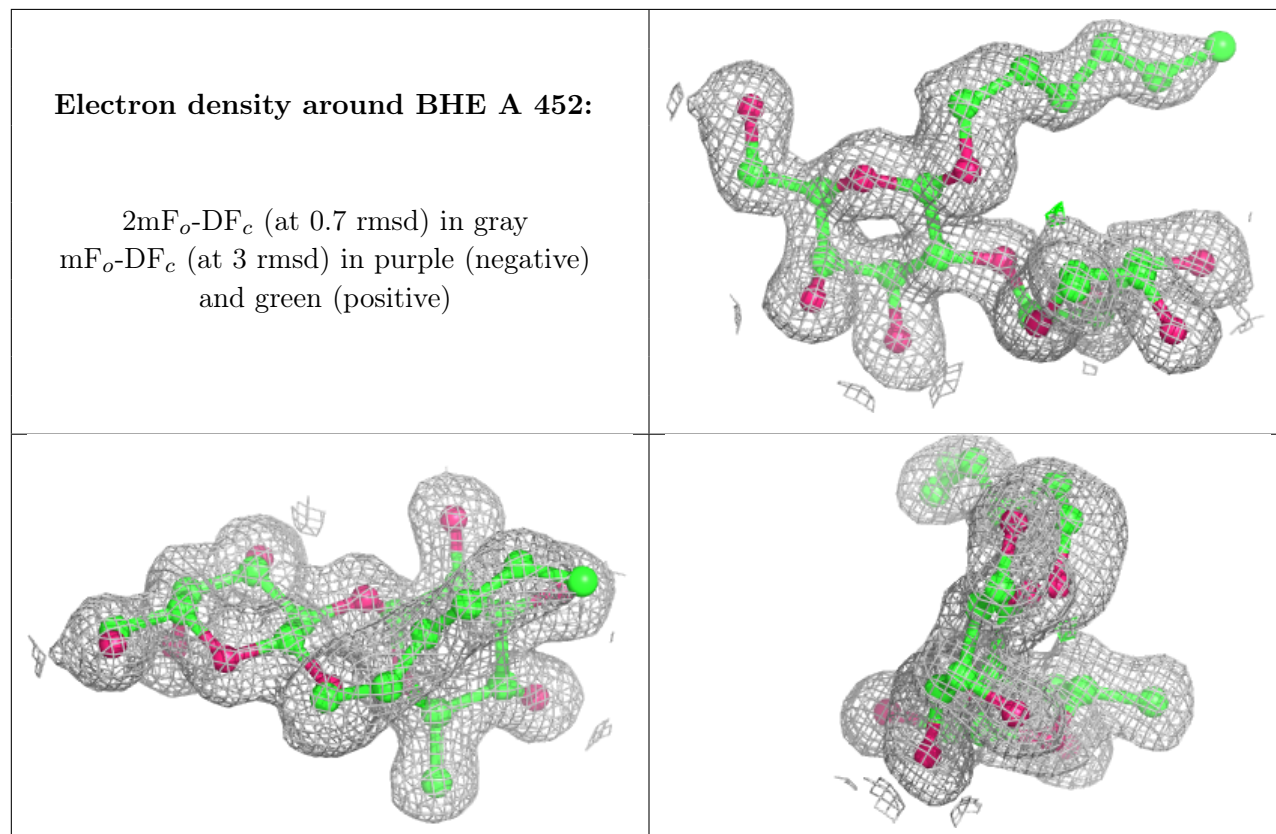 Electron density around BHE A 452:
2mFo-DFc (at 0.7 rmsd) in gray
mFo-DFc (at 3 rmsd) in purple (negative)
and green (positive)